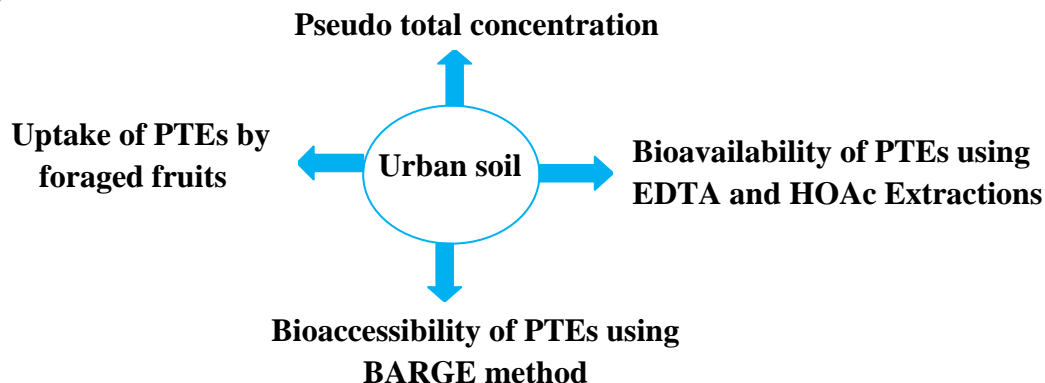 Pseudo total concentration
Uptake of PTEs by
foraged fruits
Urban soil
Bioavailability of PTEs using
EDTA and HOAc Extractions
Bioaccessibility of PTEs using
BARGE method